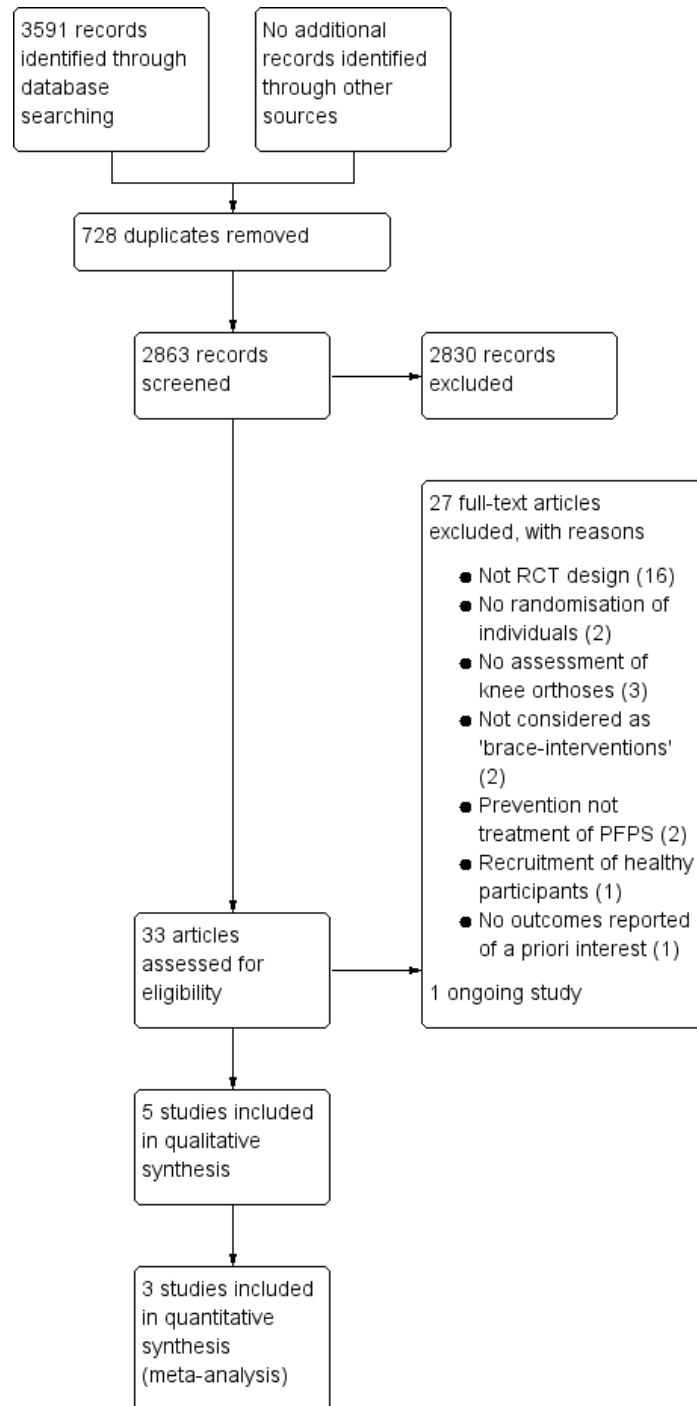 3591 records
identified through
database
searching
No additional
records identified
through other
sources
728 duplicates removed
2863 records
screened
2830 records
excluded
27 full-text articles
excluded, with reasons
● Not RCT design (16)
● No randomisation of
individuals (2)
● No assessment of
knee orthoses (3)
● Not considered as
'brace-interventions'
(2)
● Prevention not
treatment of PFPS (2)
● Recruitment of healthy
participants (1)
● No outcomes reported
of a priori interest (1)
1 ongoing study
33 articles
assessed for
eligibility
5 studies included
in qualitative
synthesis
3 studies included
in quantitative
synthesis
(meta-analysis)